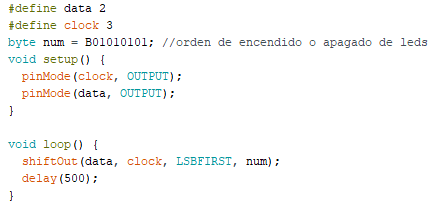 #define data 2
#define clock 3
byte num = B01010101; //orden de encendido o apagado de leds
void setup() {
  pinMode(clock, OUTPUT);
  pinMode(data, OUTPUT);
}

void loop() {
  shiftOut(data, clock, LSBFIRST, num);
  delay(500);
}